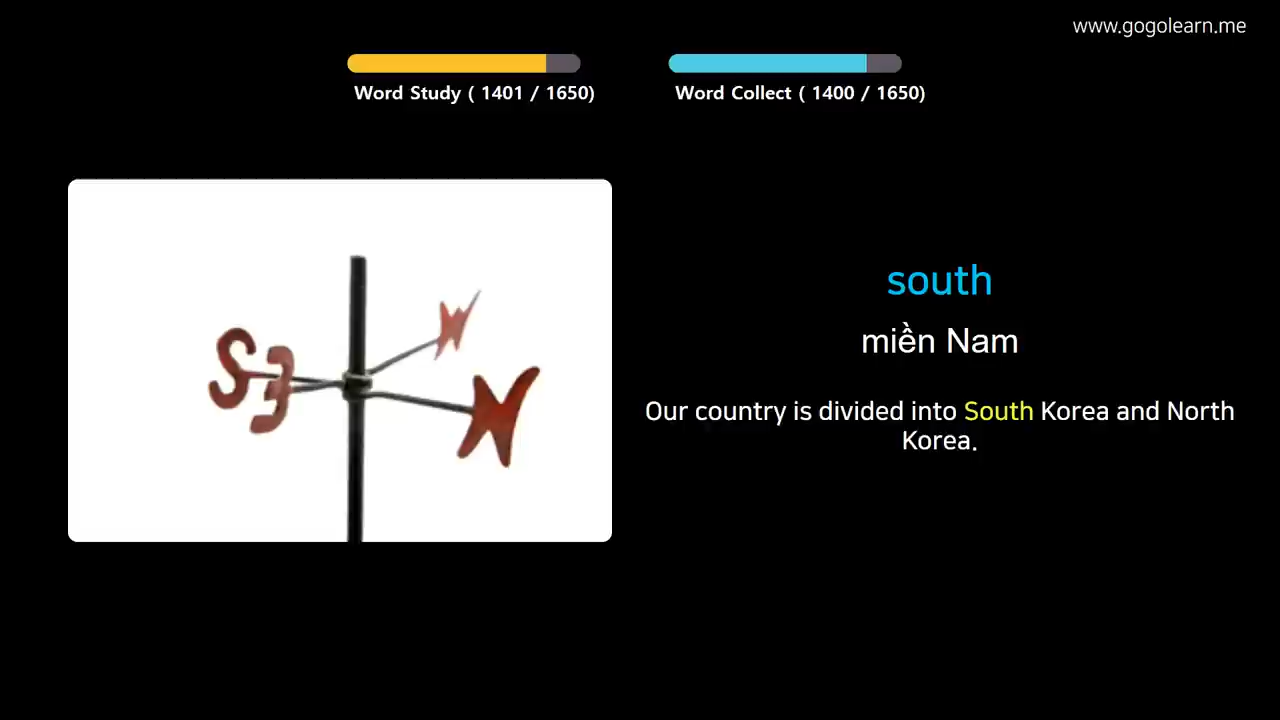 www.gogolearn.me
Word Study ( 1401 / 1650)
Word Collect ( 1400 / 1650)
S
E
W
N
south
miền Nam
Our country is divided into South Korea and North
Korea.